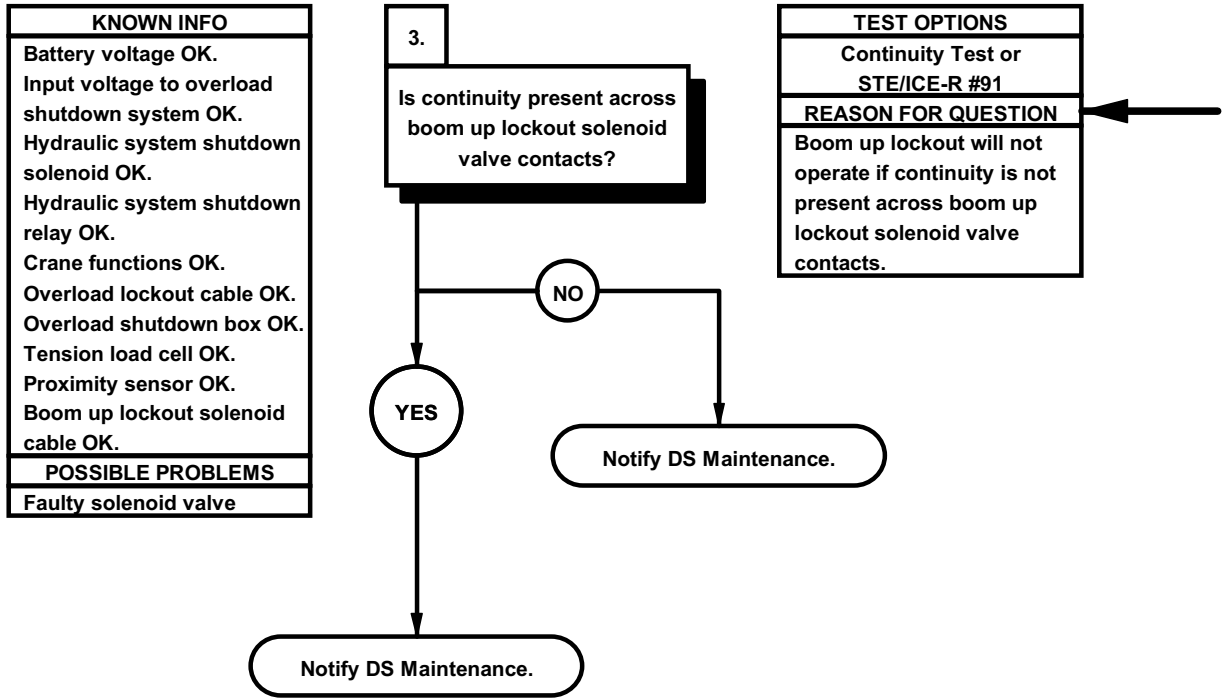 KNOWN INFO
Battery voltage OK.
Input voltage to overload
shutdown system OK.
Hydraulic system shutdown
solenoid OK.
Hydraulic system shutdown
relay OK.
Crane functions OK.
Overload lockout cable OK.
Overload shutdown box OK.
Tension load cell OK.
Proximity sensor OK.
Boom up lockout solenoid
cable OK.
POSSIBLE PROBLEMS
Faulty solenoid valve
3.
Is continuity present across
boom up lockout solenoid
valve contacts?
NO
YES
Notify DS Maintenance.
Notify DS Maintenance.
TEST OPTIONS
Continuity Test or
STE/ICE-R #91
REASON FOR QUESTION
Boom up lockout will not
operate if continuity is not
present across boom up
lockout solenoid valve
contacts.